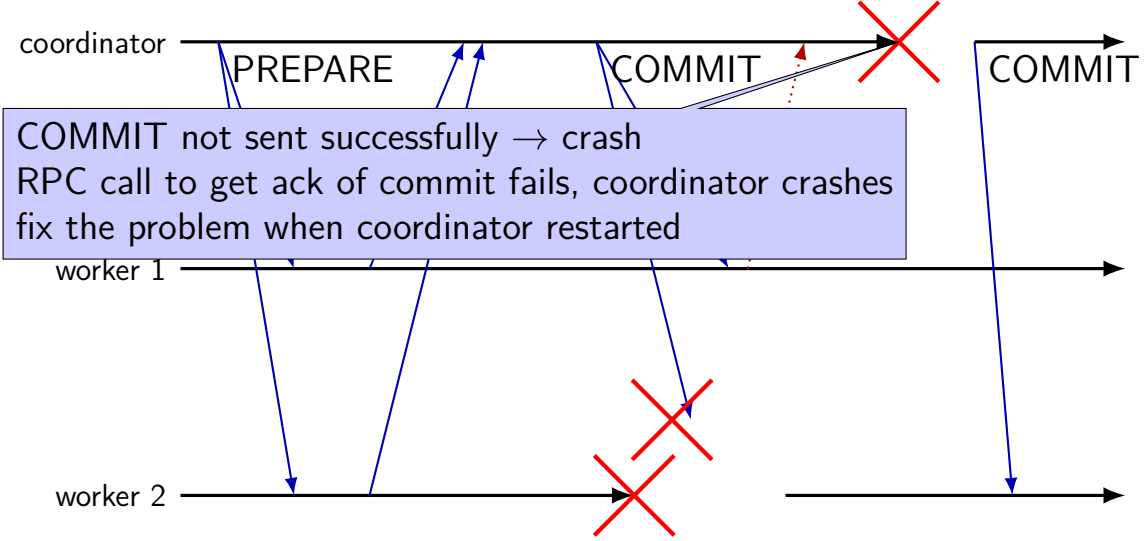 coordinator
PREPARE
COMMIT
COMMIT
COMMIT not sent successfully → crash
RPC call to get ack of commit fails, coordinator crashes
fix the problem when coordinator restarted
worker 1
worker 2